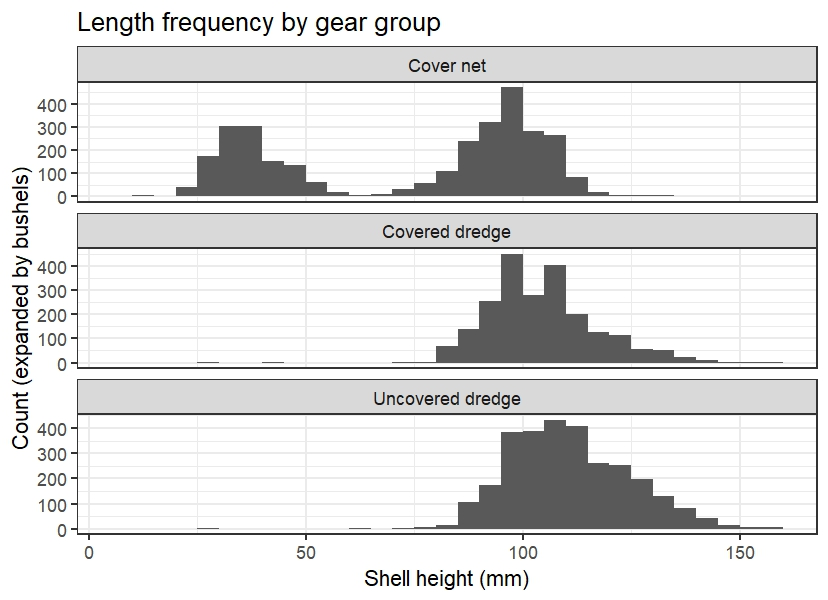 Length frequency by gear group
Cover net
400
300
200
100
0
Covered dredge
400
300
200
100
0
Uncovered dredge
400
300
200
100
0
Count (expanded by bushels)
0 50 100 150
Shell height (mm)